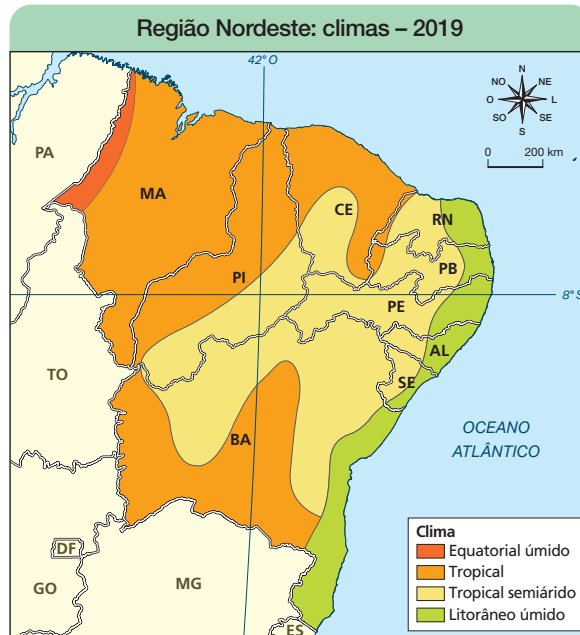 Região Nordeste: climas – 2019
42° O
N
NO NE
O L
SO SE
S
0 200 km
PA
MA
CE
RN
PB
PI
PE
8° S
TO
AL
SE
BA
OCEANO
ATLÂNTICO
DF
GO
MG
ES
Clima
Equatorial úmido
Tropical
Tropical semiárido
Litorâneo úmido